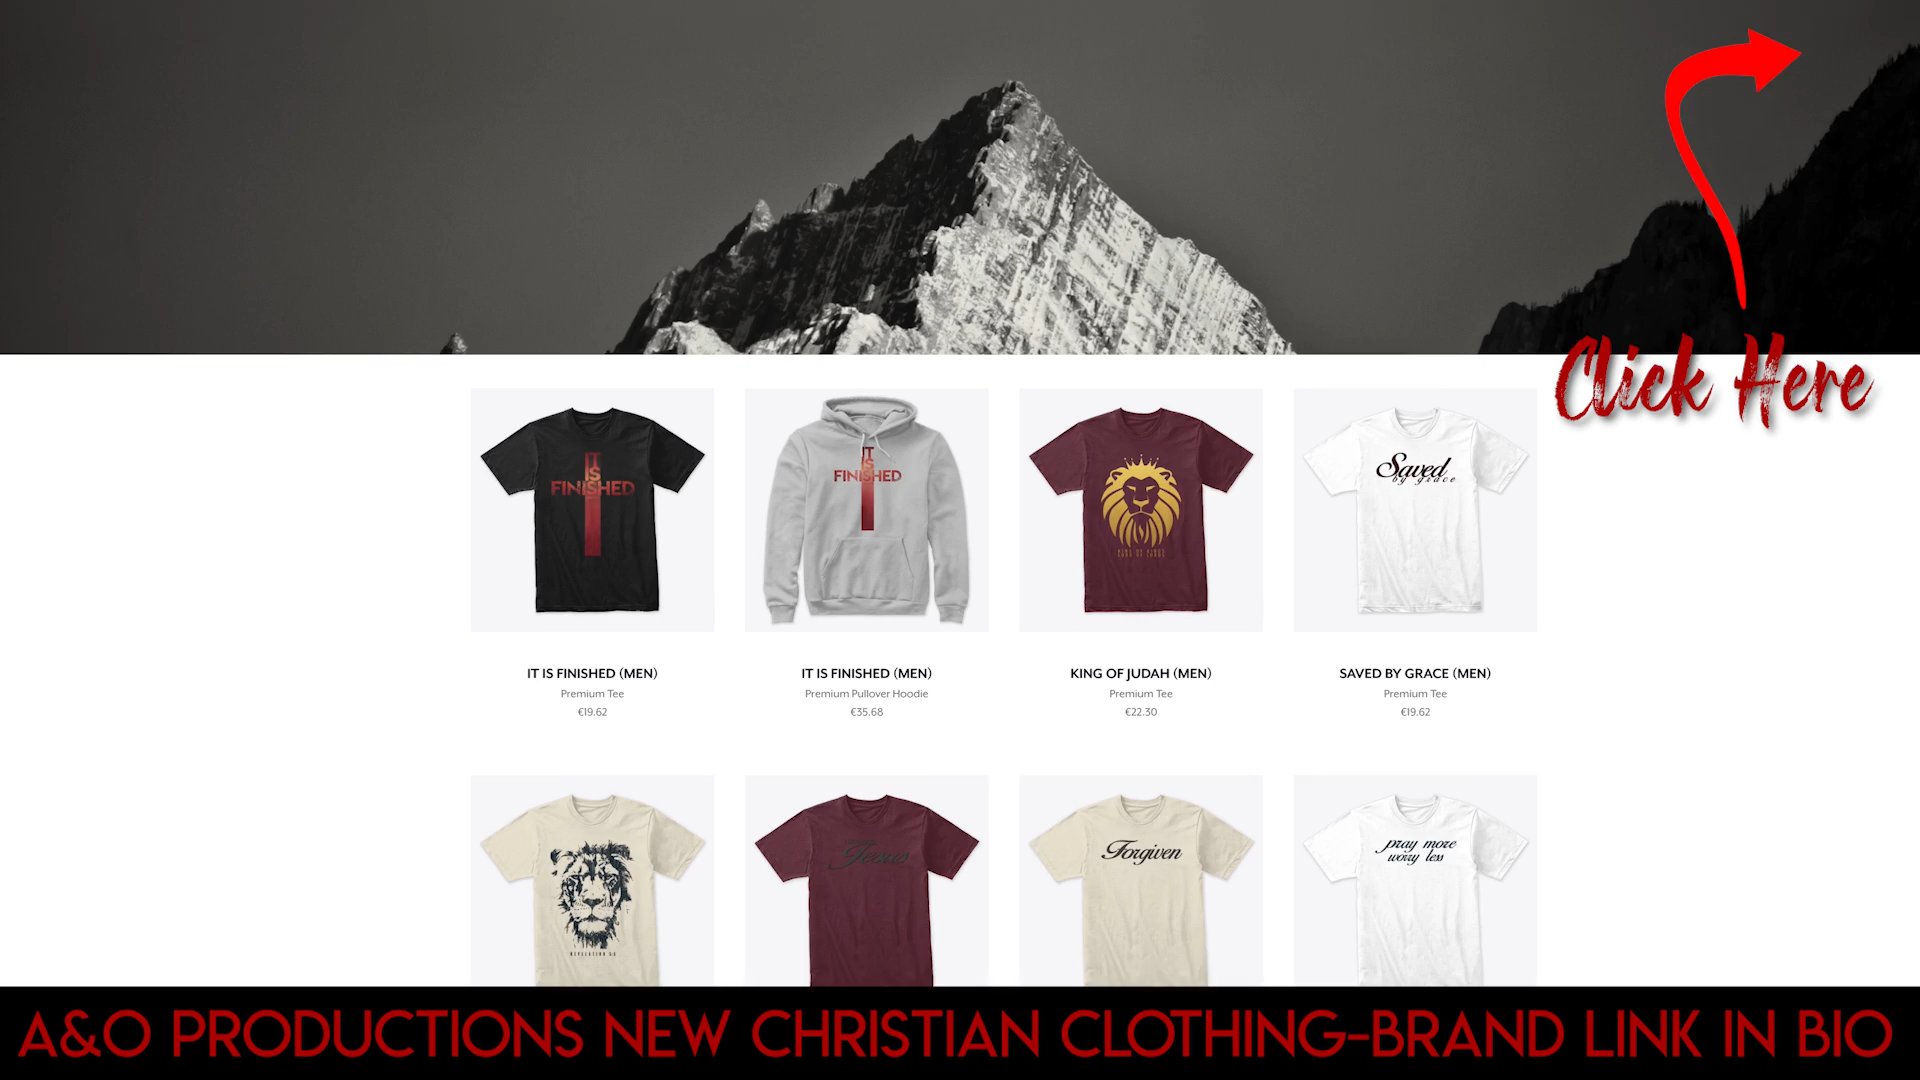 Click Here
IT
IS
FINISHED
IT
IS
FINISHED
Saved
by grace
IT IS FINISHED (MEN)
Premium Tee
€19.62
IT IS FINISHED (MEN)
Premium Pullover Hoodie
€35.68
KING OF JUDAH (MEN)
Premium Tee
€22.30
SAVED BY GRACE (MEN)
Premium Tee
€19.62
Jesus
Forgiven
pray more
worry less
A&O PRODUCTIONS NEW CHRISTIAN CLOTHING-BRAND LINK IN BIO